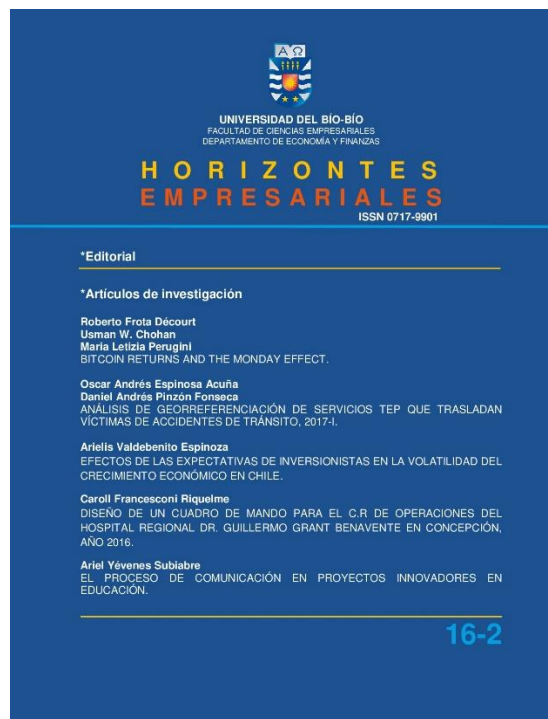 ΑΩ
UNIVERSIDAD DEL BÍO-BÍO
FACULTAD DE CIENCIAS EMPRESARIALES
DEPARTAMENTO DE ECONOMÍA Y FINANZAS
HORIZONTES
EMPRESARIALES
ISSN 0717-9901
*Editorial
*Artículos de investigación
Roberto Frota Décourt
Usman W. Chohan
Maria Letizia Perugini
BITCOIN RETURNS AND THE MONDAY EFFECT.
Oscar Andrés Espinosa Acuña
Daniel Andrés Pinzón Fonseca
ANÁLISIS DE GEORREFERENCIACIÓN DE SERVICIOS TEP QUE TRASLADAN
VÍCTIMAS DE ACCIDENTES DE TRÁNSITO, 2017-I.
Arielis Valdebenito Espinoza
EFECTOS DE LAS EXPECTATIVAS DE INVERSIONISTAS EN LA VOLATILIDAD DEL
CRECIMIENTO ECONÓMICO EN CHILE.
Caroll Francesconi Riquelme
DISEÑO DE UN CUADRO DE MANDO PARA EL C.R DE OPERACIONES DEL
HOSPITAL REGIONAL DR. GUILLERMO GRANT BENAVENTE EN CONCEPCIÓN,
AÑO 2016.
Ariel Yévenes Subiabre
EL PROCESO DE COMUNICACIÓN EN PROYECTOS INNOVADORES EN
EDUCACIÓN.
16-2